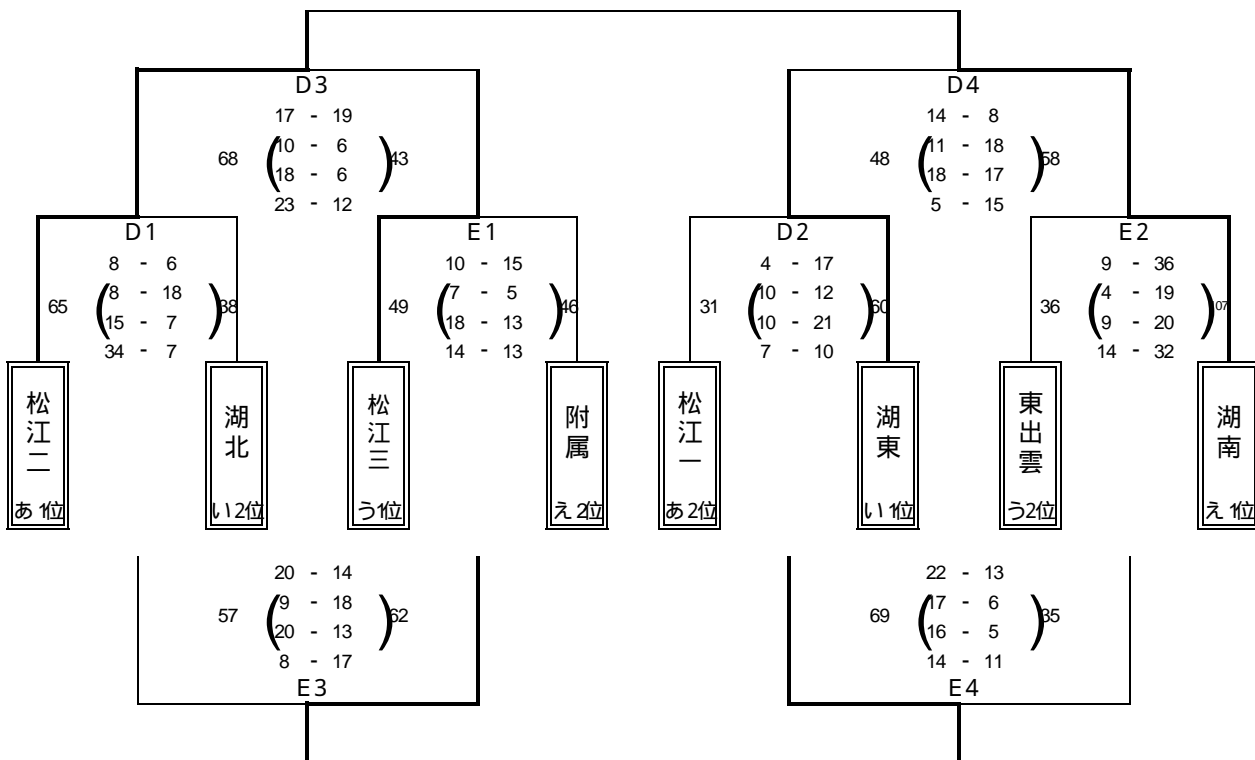 D3
17 - 19
68 ( 10 - 6 ) 43
18 - 6
23 - 12
D4
14 - 8
48 ( 11 - 18 ) 58
18 - 17
5 - 15
D1
8 - 6
65 ( 8 - 18 ) 38
15 - 7
34 - 7
E1
10 - 15
49 ( 7 - 5 ) 46
18 - 13
14 - 13
D2
4 - 17
31 ( 10 - 12 ) 60
10 - 21
7 - 10
E2
9 - 36
36 ( 4 - 19 ) 107
9 - 20
14 - 32
松江二
あ1位
湖北
い2位
松江三
う1位
附属
え2位
松江一
あ2位
湖東
い1位
東出雲
う2位
湖南
え1位
20 - 14
57 ( 9 - 18 ) 62
20 - 13
8 - 17
E3
22 - 13
69 ( 17 - 6 ) 35
16 - 5
14 - 11
E4